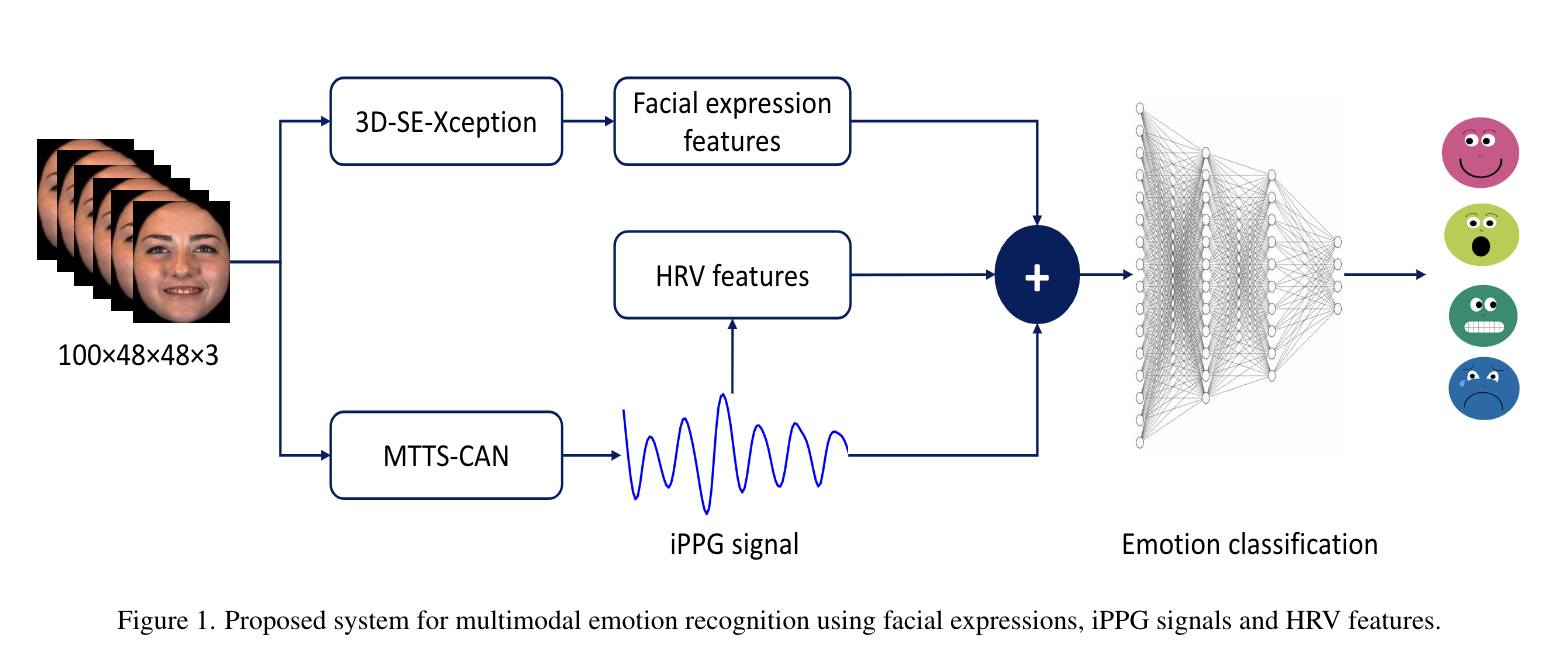 3D-SE-Xception
Facial expression
features
HRV features
+
100×48×48×3
MTTS-CAN
iPPG signal
Emotion classification
Figure 1. Proposed system for multimodal emotion recognition using facial expressions, iPPG signals and HRV features.